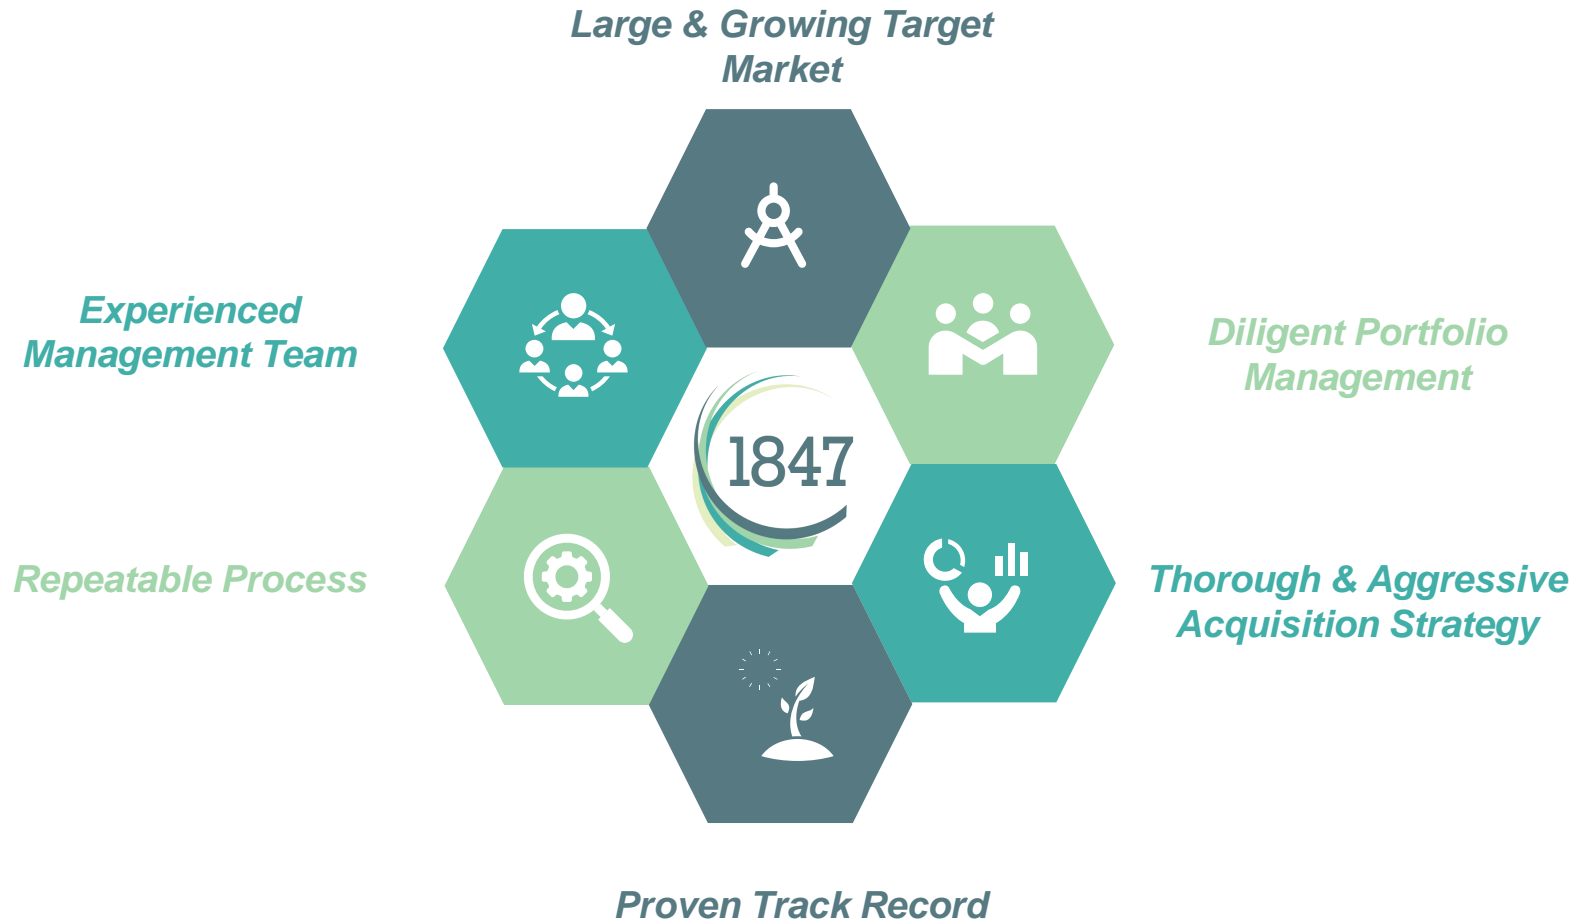 Large & Growing Target
Market
Experienced
Management Team
Diligent Portfolio
Management
1847
Repeatable Process
Thorough & Aggressive
Acquisition Strategy
Proven Track Record